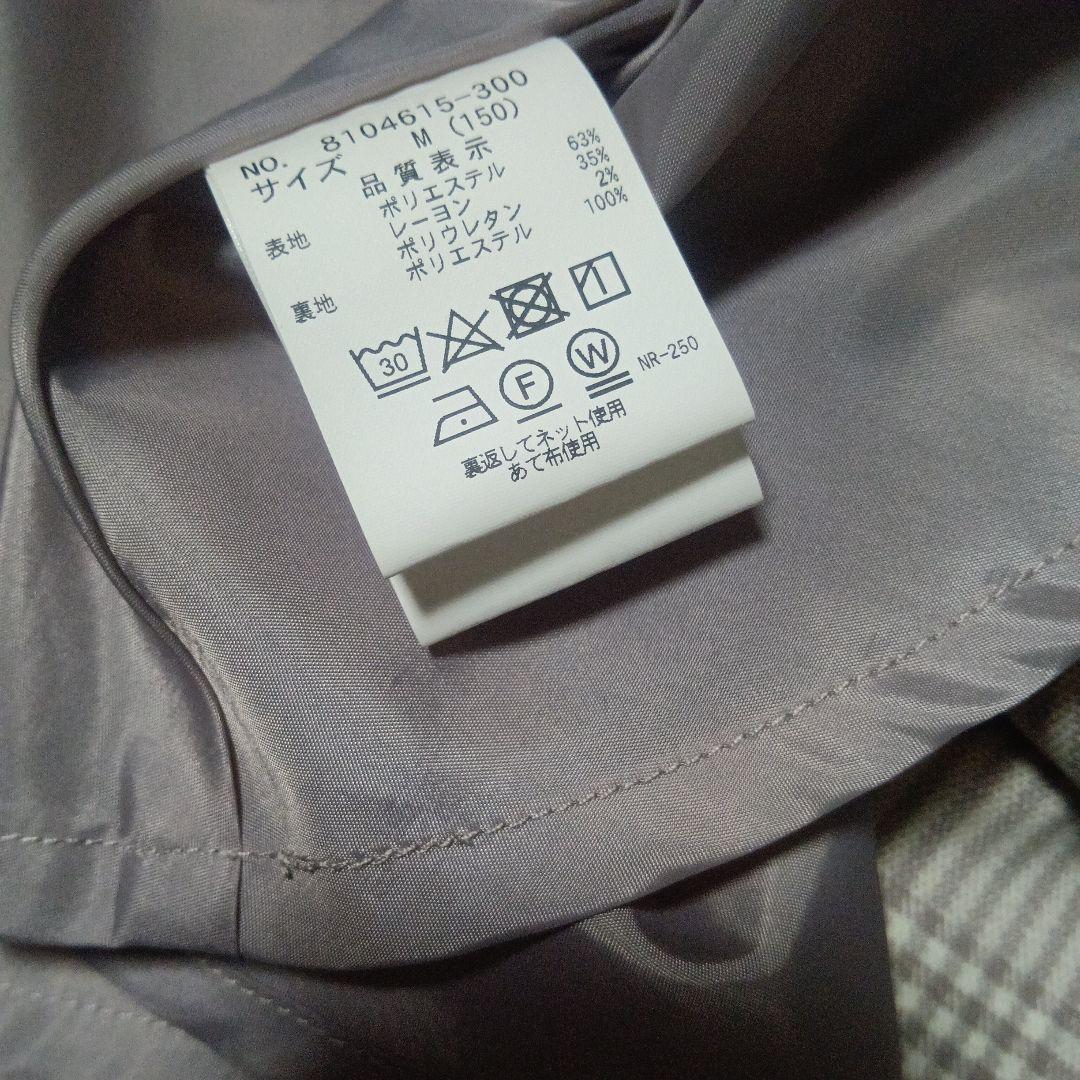 NO. 8104615-300
サイズ M (150)
品質表示
表地 ポリエステル 63%
レーヨン 35%
ポリウレタン 2%
裏地 ポリエステル 100%
30
F W NR-250
裏返してネット使用
あて布使用